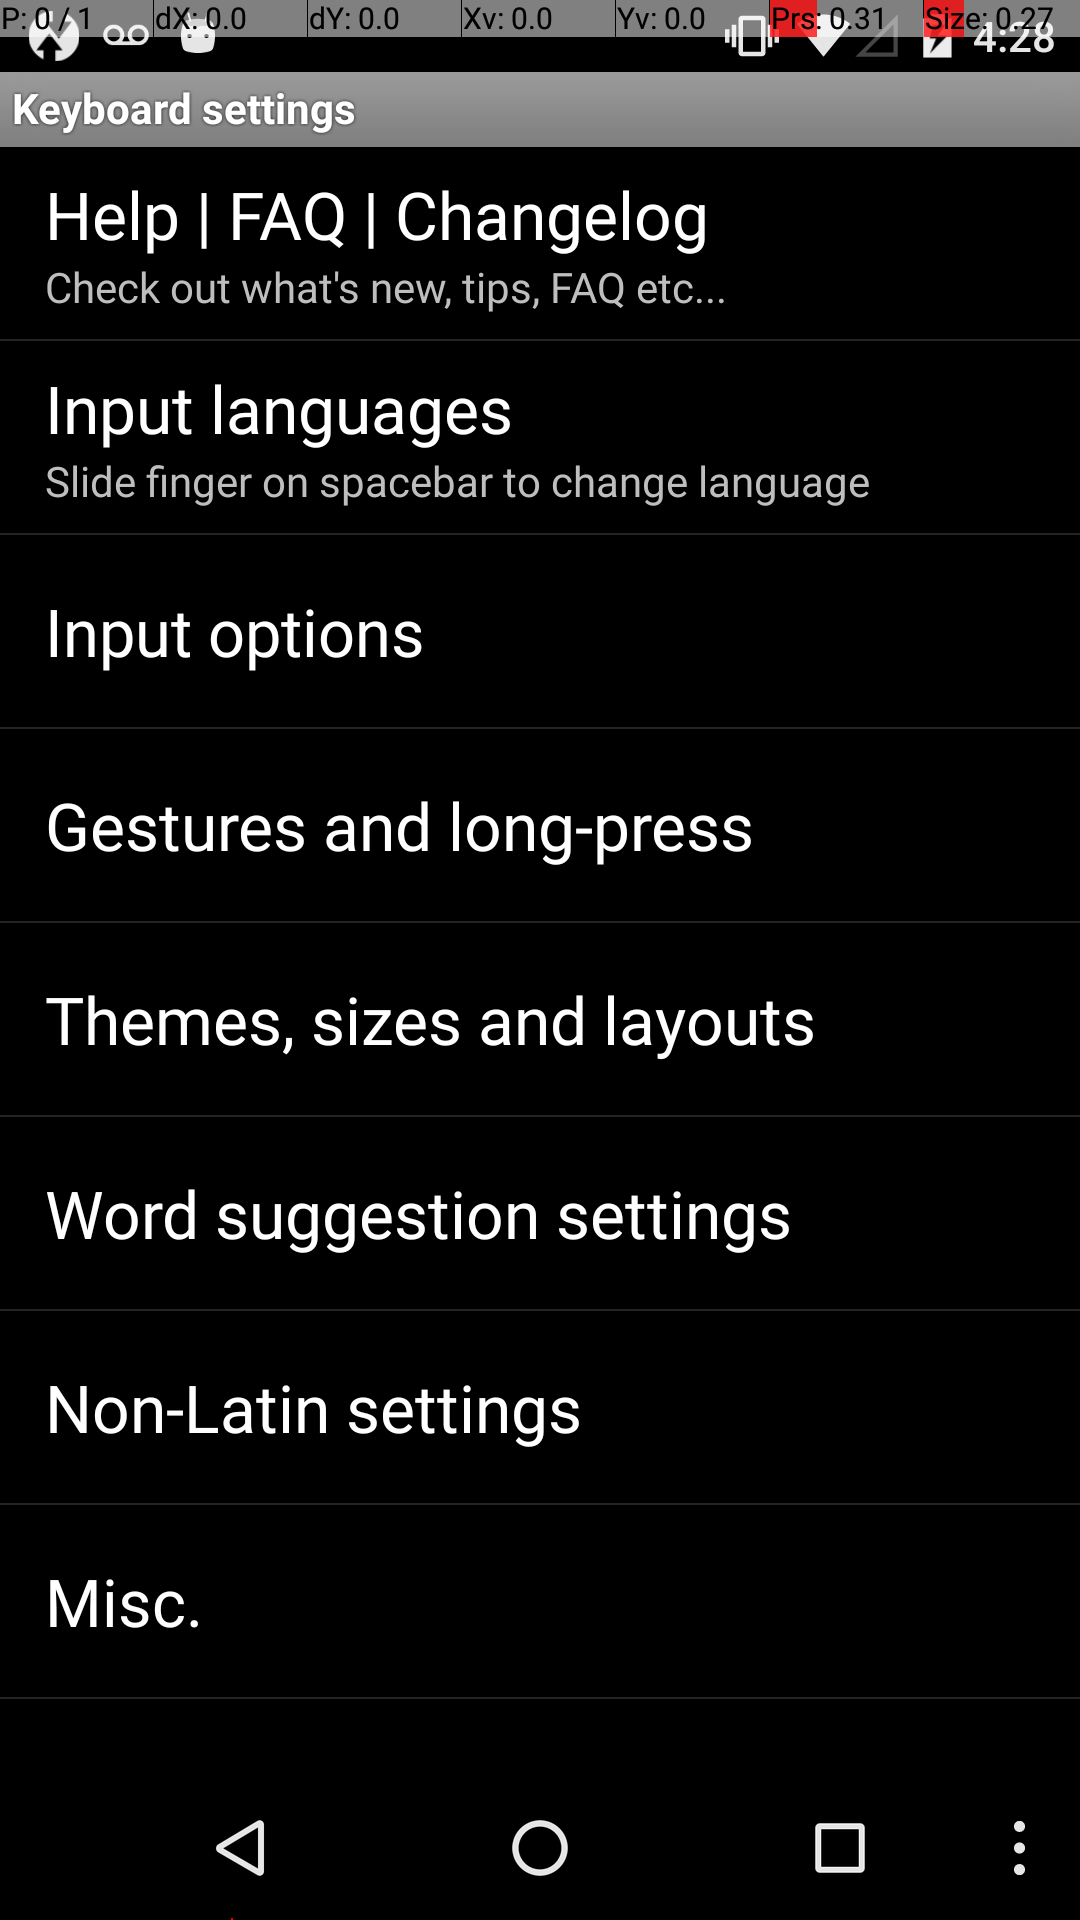 P: 0 / 1 dX: 0.0 dY: 0.0 Xv: 0.0 Yv: 0.0 Prs: 0.31 Size: 0.27
4:28
Keyboard settings
Help | FAQ | Changelog
Check out what's new, tips, FAQ etc...
Input languages
Slide finger on spacebar to change language
Input options
Gestures and long-press
Themes, sizes and layouts
Word suggestion settings
Non-Latin settings
Misc.